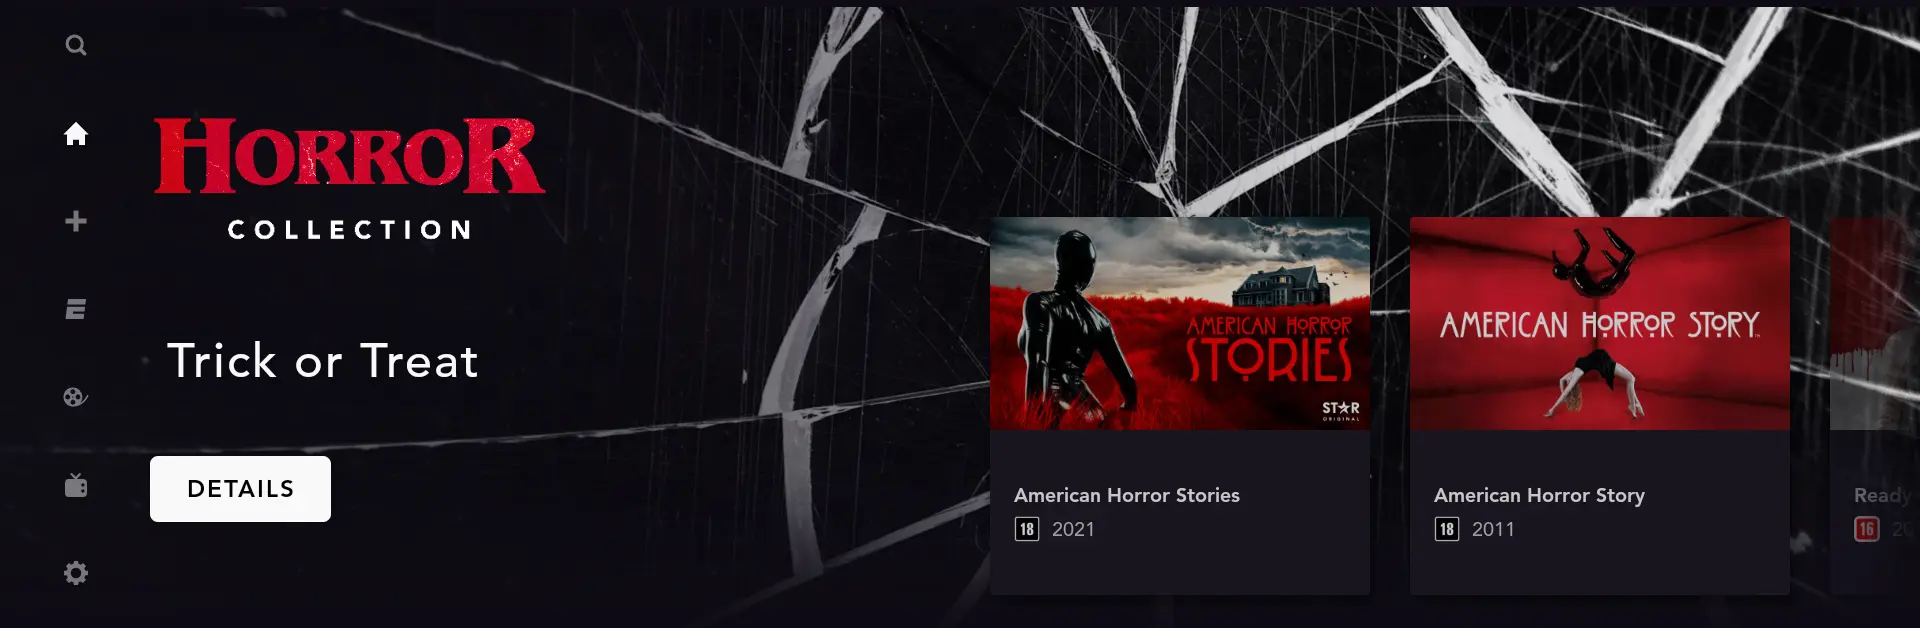 HORROR
COLLECTION
Trick or Treat
DETAILS
AMERICAN HORROR
STORIES
STAR
ORIGINAL
American Horror Stories
18 2021
AMERICAN HORROR STORY
American Horror Story
18 2011
Ready
16 20